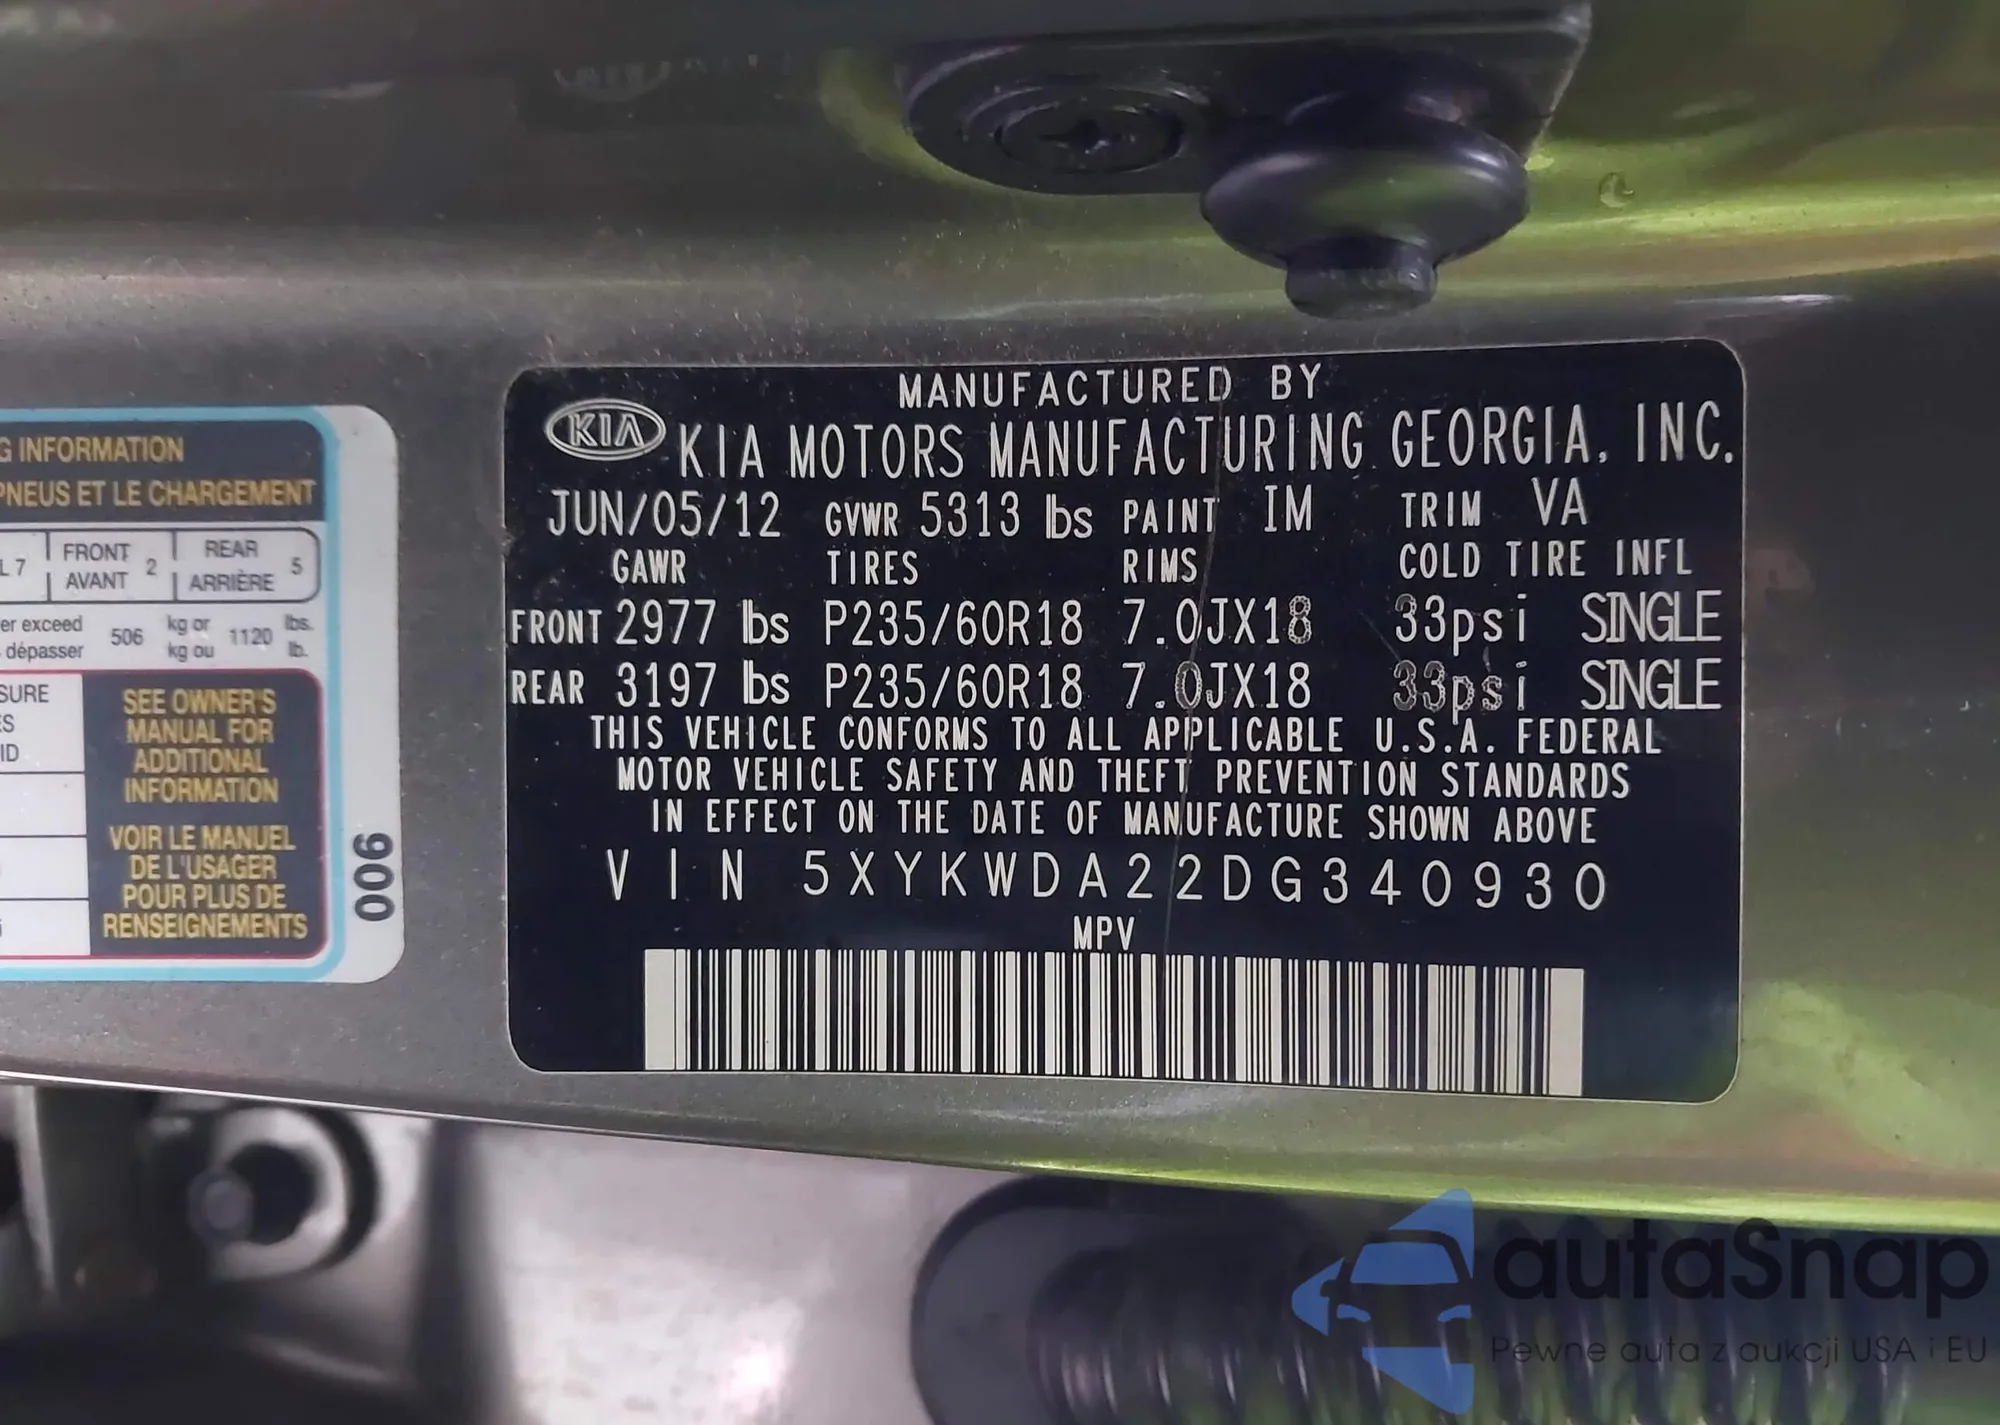 G INFORMATION
PNEUS ET LE CHARGEMENT
L 7 FRONT AVANT 2 REAR ARRIÈRE 5
er exceed
dépasser 506 kg or kg ou 1120 lbs. lb.
SURE
ES
ID
SEE OWNER'S
MANUAL FOR
ADDITIONAL
INFORMATION
VOIR LE MANUEL
DE L'USAGER
POUR PLUS DE
RENSEIGNEMENTS
006
MANUFACTURED BY
KIA KIA MOTORS MANUFACTURING GEORGIA, INC.
JUN/05/12 GVWR 5313 lbs PAINT IM TRIM VA
GAWR TIRES RIMS COLD TIRE INFL
FRONT 2977 lbs P235/60R18 7.0JX18 33psi SINGLE
REAR 3197 lbs P235/60R18 7.0JX18 33psi SINGLE
THIS VEHICLE CONFORMS TO ALL APPLICABLE U.S.A. FEDERAL
MOTOR VEHICLE SAFETY AND THEFT PREVENTION STANDARDS
IN EFFECT ON THE DATE OF MANUFACTURE SHOWN ABOVE
VIN 5XYKWDA22DG340930
MPV
autaSnap
Pewne auta z aukcji USA i EU